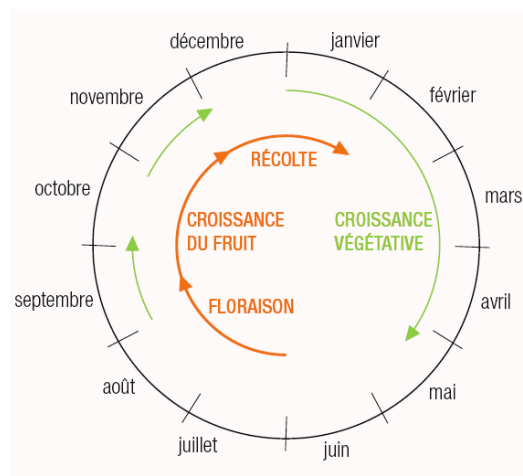 décembre
janvier
novembre
février
octobre
mars
septembre
avril
août
mai
juillet
juin
RÉCOLTE
CROISSANCE
DU FRUIT
FLORAISON
CROISSANCE
VÉGÉTATIVE